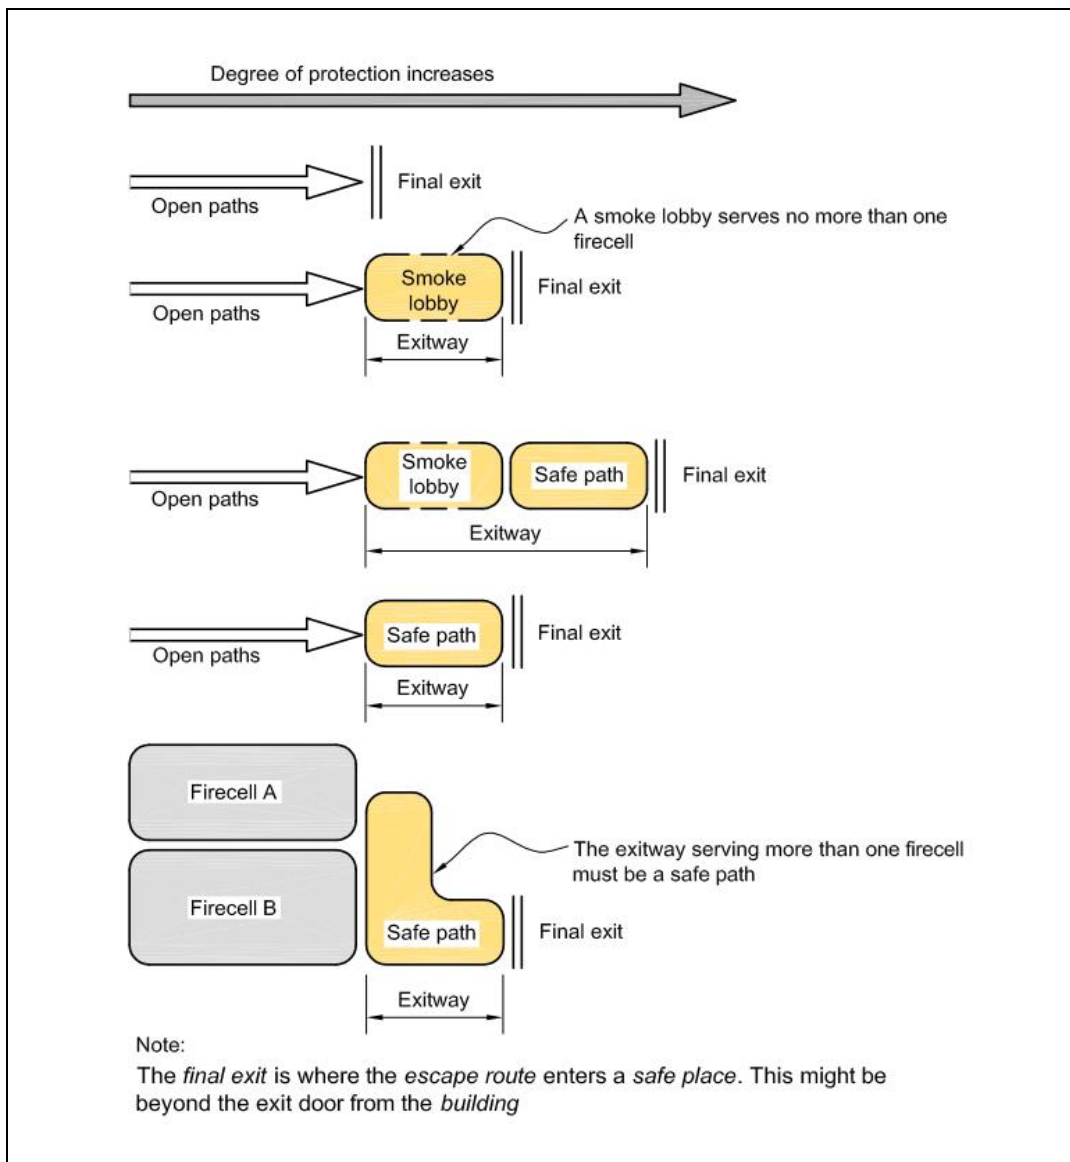 Degree of protection increases
Final exit
Open paths
A smoke lobby serves no more than one
firecell
Smoke
lobby
Final exit
Open paths
Exitway
Smoke
lobby
Safe path
Final exit
Open paths
Exitway
Safe path
Final exit
Open paths
Exitway
Firecell A
The exitway serving more than one firecell
must be a safe path
Firecell B
Safe path
Final exit
Exitway
Note:
The final exit is where the escape route enters a safe place. This might be
beyond the exit door from the building